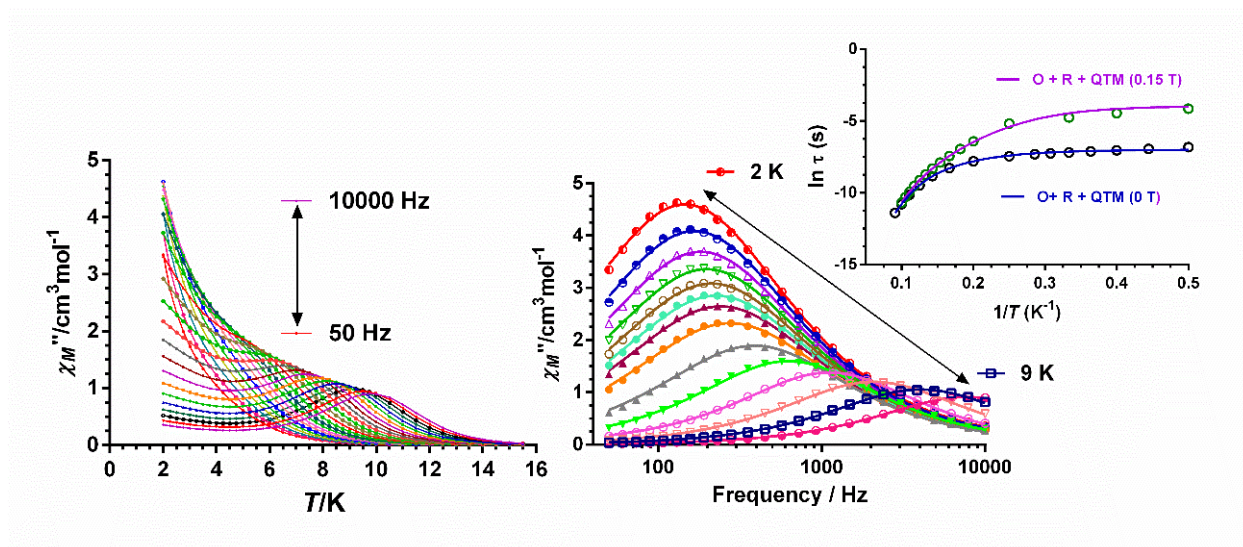 5
4
3
2
1
0
χM''/cm3mol-1
10000 Hz
50 Hz
0 2 4 6 8 10 12 14 16
T/K
5
4
3
2
1
0
χM''/cm3mol-1
2 K
9 K
100 1000 10000
Frequency / Hz
0
-5
-10
-15
ln τ (s)
O + R + QTM (0.15 T)
O+ R + QTM (0 T)
0.1 0.2 0.3 0.4 0.5
1/T (K-1)